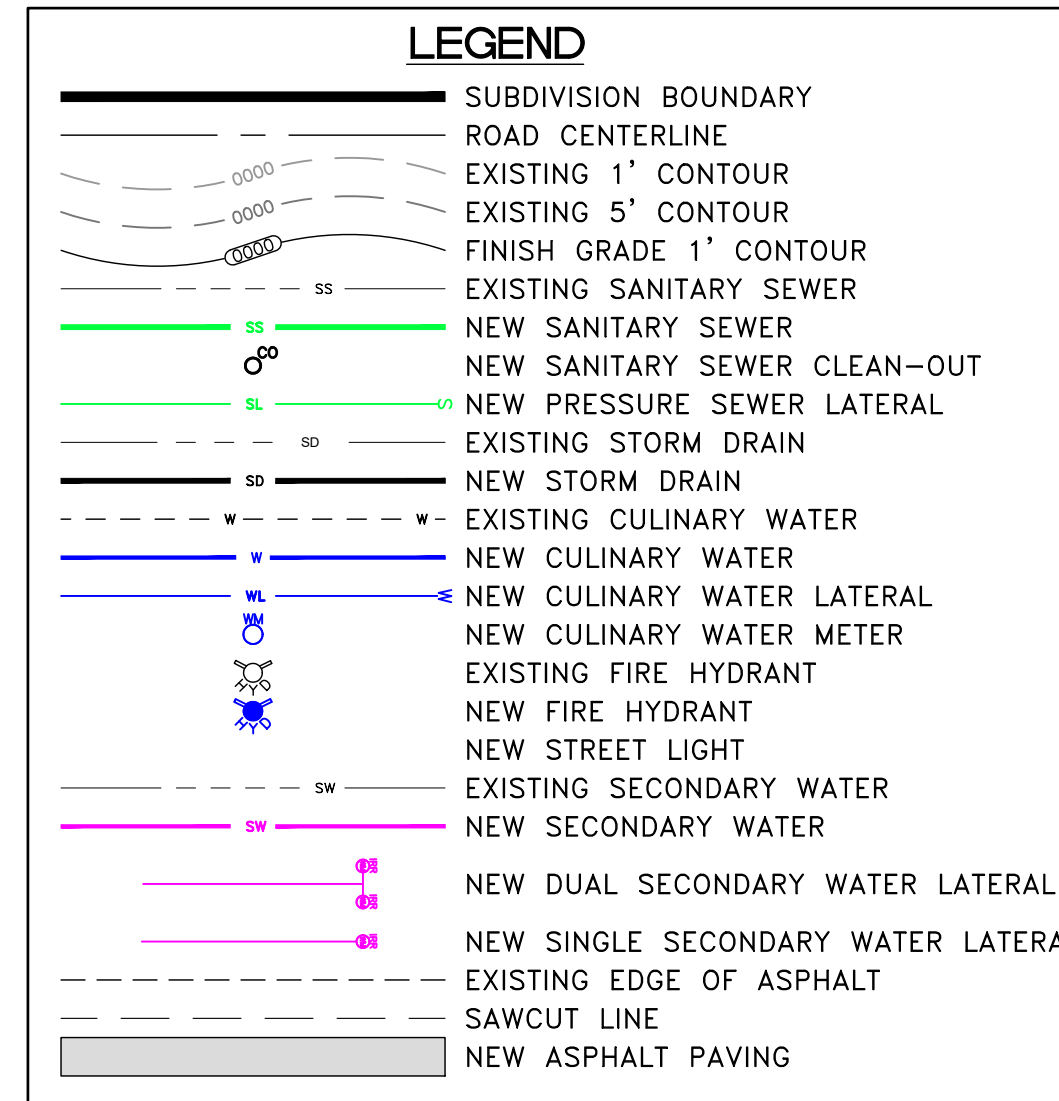 LEGEND
SUBDIVISION BOUNDARY
ROAD CENTERLINE
0000 EXISTING 1' CONTOUR
0000 EXISTING 5' CONTOUR
0000 FINISH GRADE 1' CONTOUR
SS EXISTING SANITARY SEWER
SS NEW SANITARY SEWER
CO NEW SANITARY SEWER CLEAN-OUT
SL S NEW PRESSURE SEWER LATERAL
SD EXISTING STORM DRAIN
SD NEW STORM DRAIN
W W EXISTING CULINARY WATER
W NEW CULINARY WATER
WL W NEW CULINARY WATER LATERAL
WM NEW CULINARY WATER METER
HYD EXISTING FIRE HYDRANT
HYD NEW FIRE HYDRANT
NEW STREET LIGHT
SW EXISTING SECONDARY WATER
SW NEW SECONDARY WATER
NEW DUAL SECONDARY WATER LATERAL
NEW SINGLE SECONDARY WATER LATERA
EXISTING EDGE OF ASPHALT
SAWCUT LINE
NEW ASPHALT PAVING